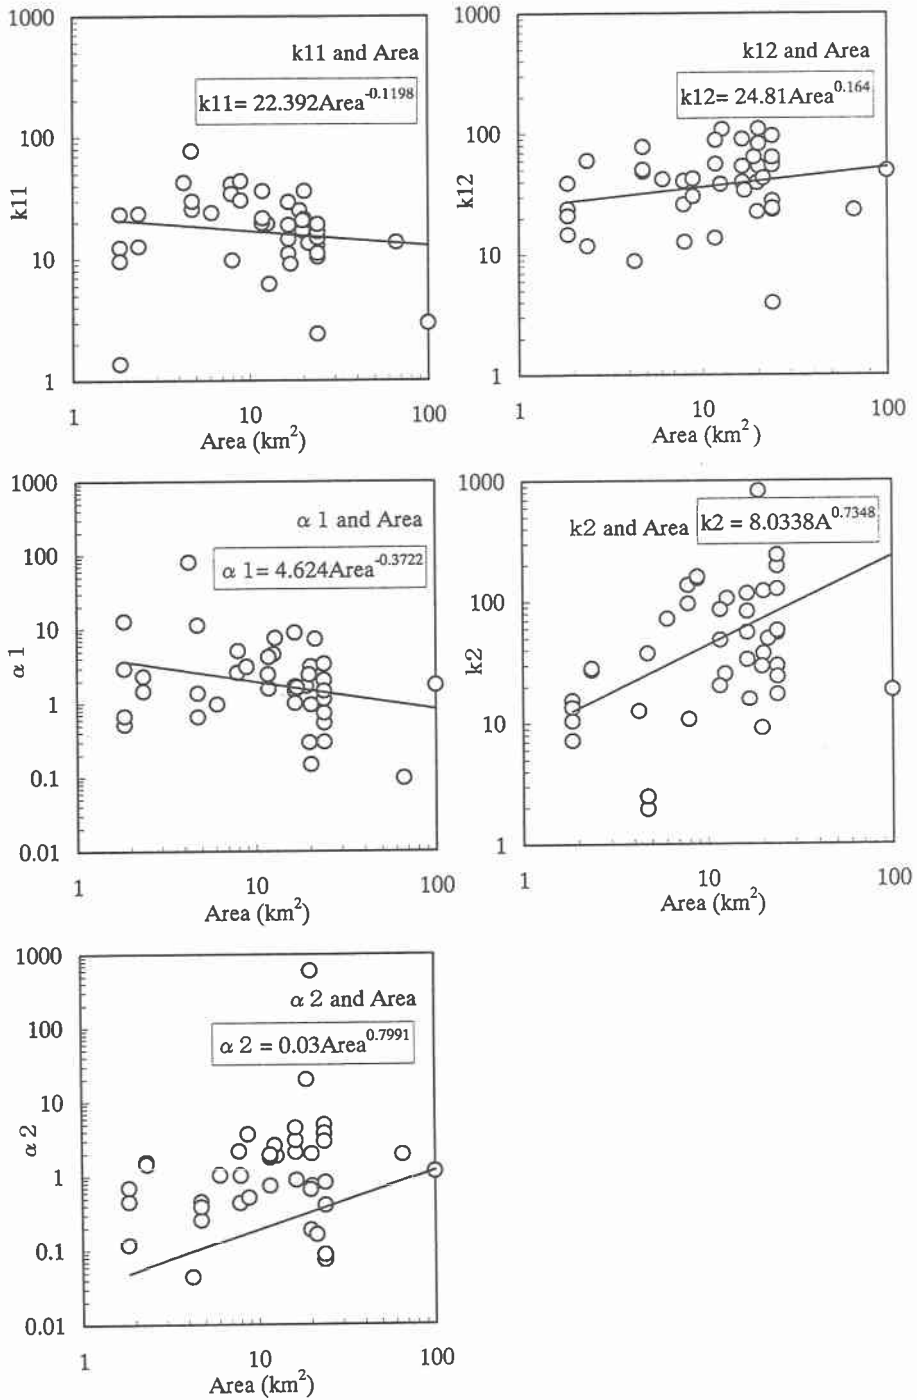 k11 and Area
k11= 22.392Area^-0.1198
1000
100
10
1
k11
1
10
100
Area (km²)
k12 and Area
k12= 24.81Area^0.164
1000
100
10
1
k12
1
10
100
Area (km²)
α 1 and Area
α 1= 4.624Area^-0.3722
1000
100
10
1
0.1
0.01
α 1
1
10
100
Area (km²)
k2 and Area
k2 = 8.0338A^0.7348
1000
100
10
1
k2
1
10
100
Area (km²)
α 2 and Area
α 2 = 0.03Area^0.7991
1000
100
10
1
0.1
0.01
α 2
1
10
100
Area (km²)